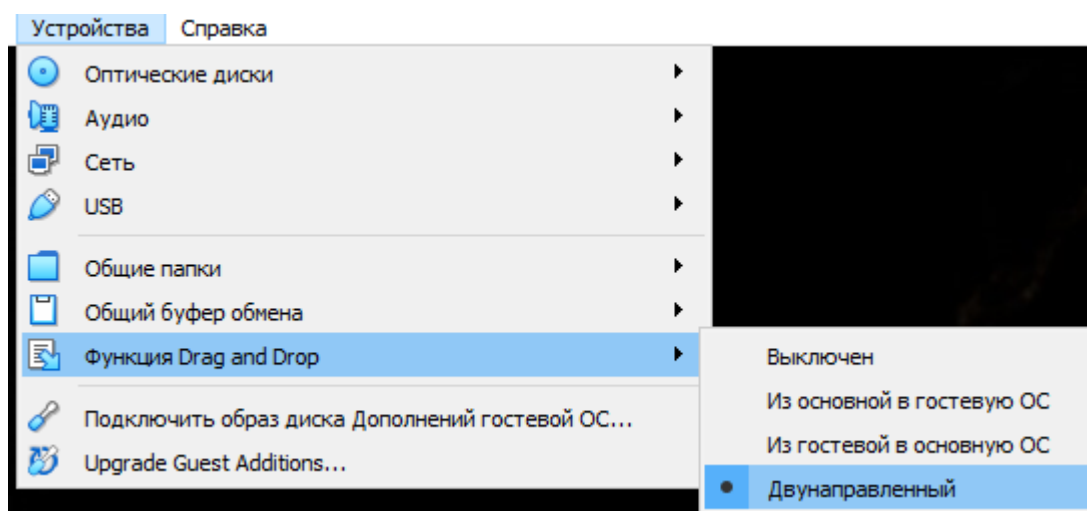 Устройства Справка
Оптические диски
Аудио
Сеть
USB
Общие папки
Общий буфер обмена
Функция Drag and Drop
Выключен
Подключить образ диска Дополнений гостевой ОС...
Из основной в гостевую ОС
Из гостевой в основную ОС
Upgrade Guest Additions...
Двунаправленный